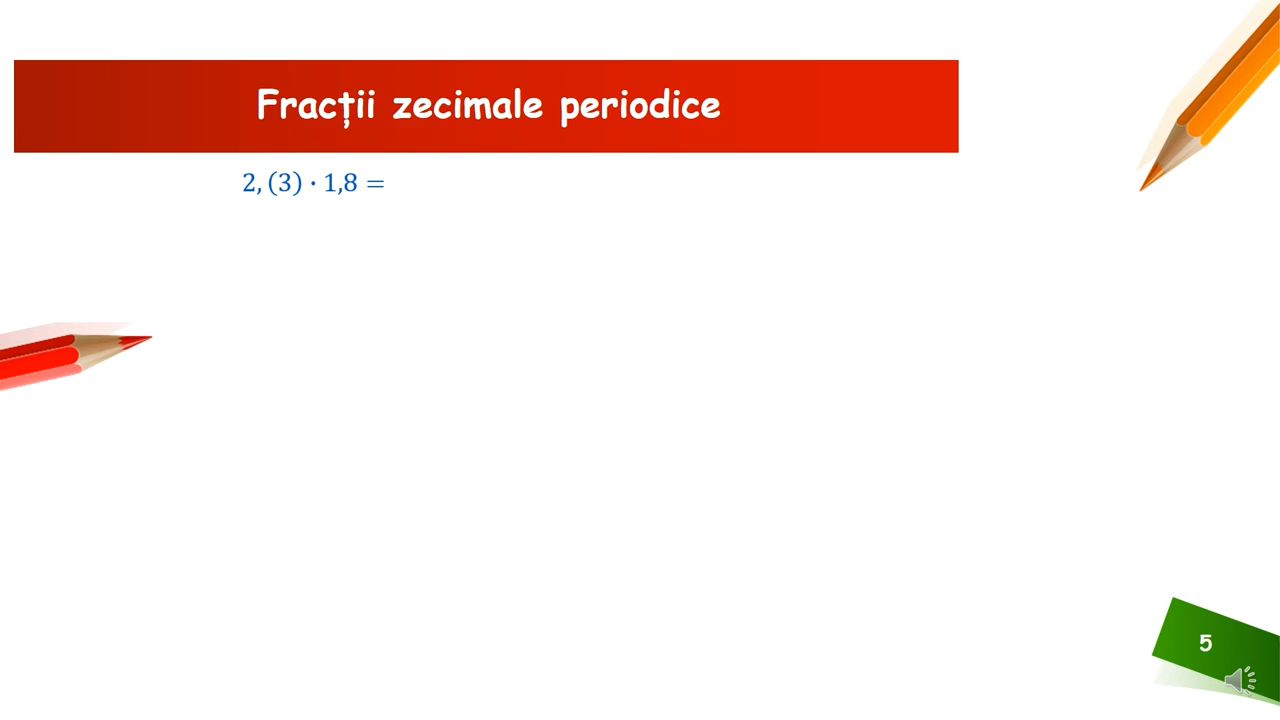 Fracții zecimale periodice
2, (3) · 1,8 =
5